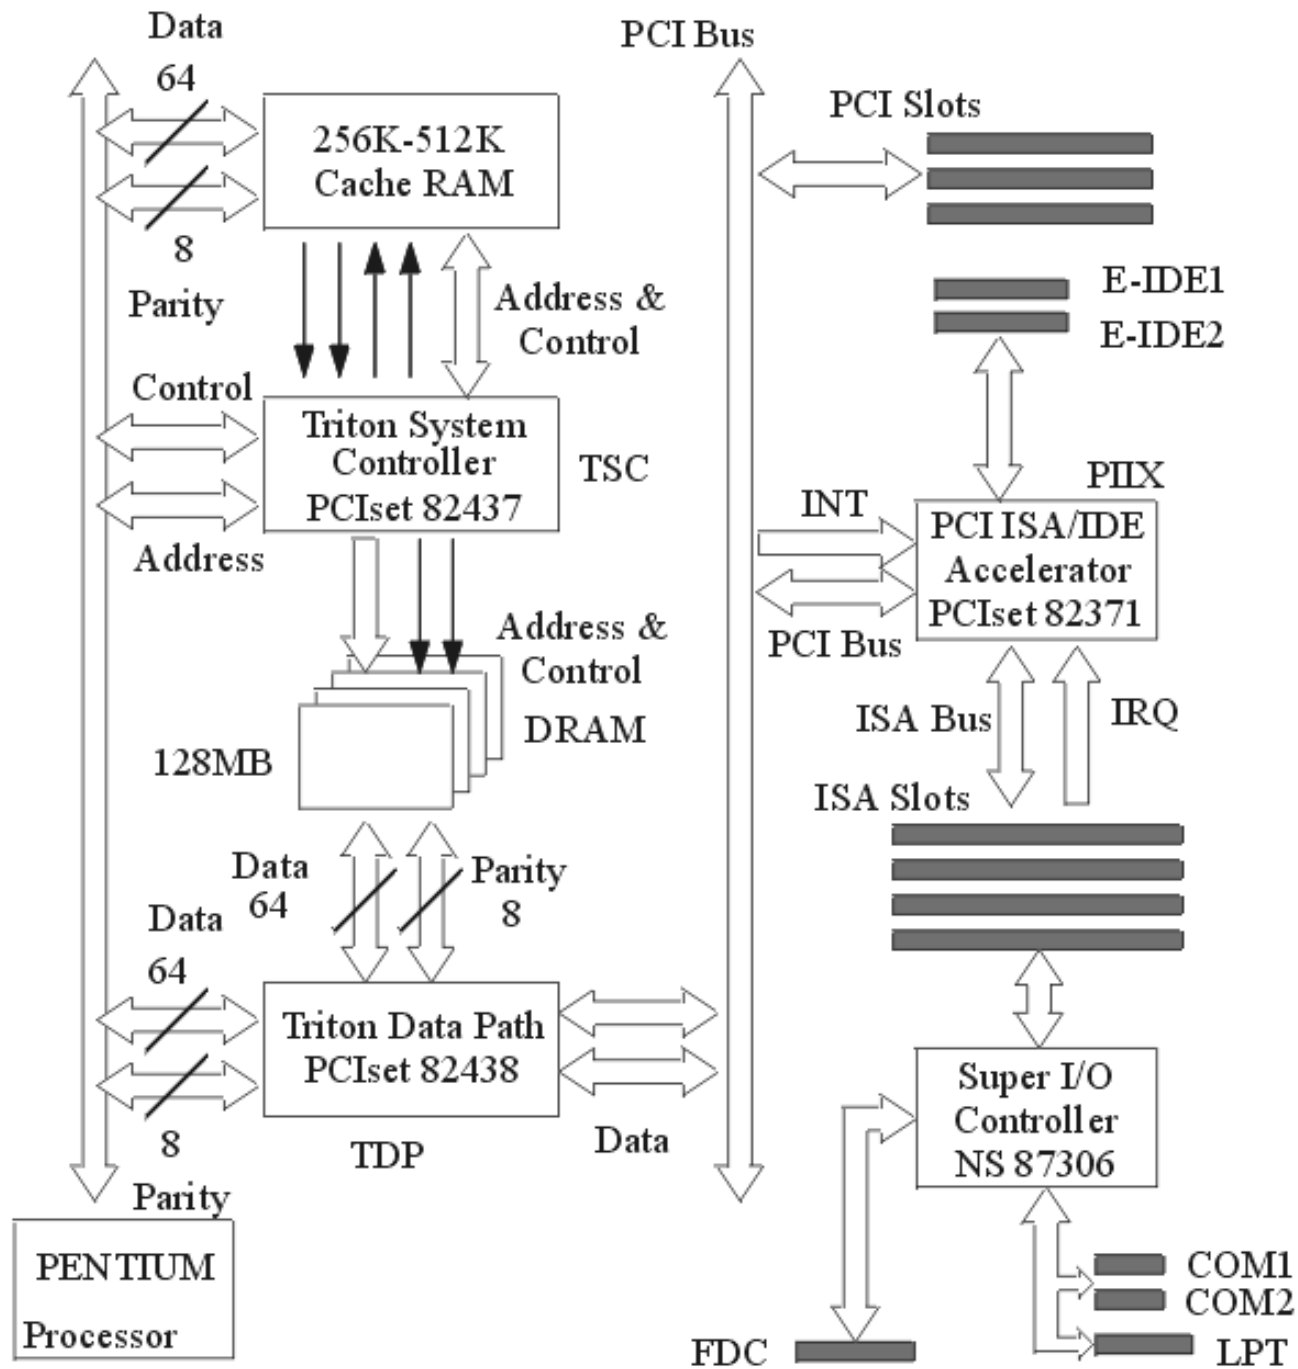 Data
64
256K-512K
Cache RAM
8
Parity
Address &
Control
Control
Triton System
Controller
PCIset 82437
TSC
Address
Address &
Control
DRAM
128MB
Data
64
Parity
8
Data
64
Triton Data Path
PCIset 82438
8
TDP
Data
Parity
PENTIUM
Processor
PCI Bus
PCI Slots
E-IDE1
E-IDE2
PIIX
INT
PCI ISA/IDE
Accelerator
PCIset 82371
PCI Bus
ISA Bus
IRQ
ISA Slots
Super I/O
Controller
NS 87306
COM1
COM2
FDC
LPT